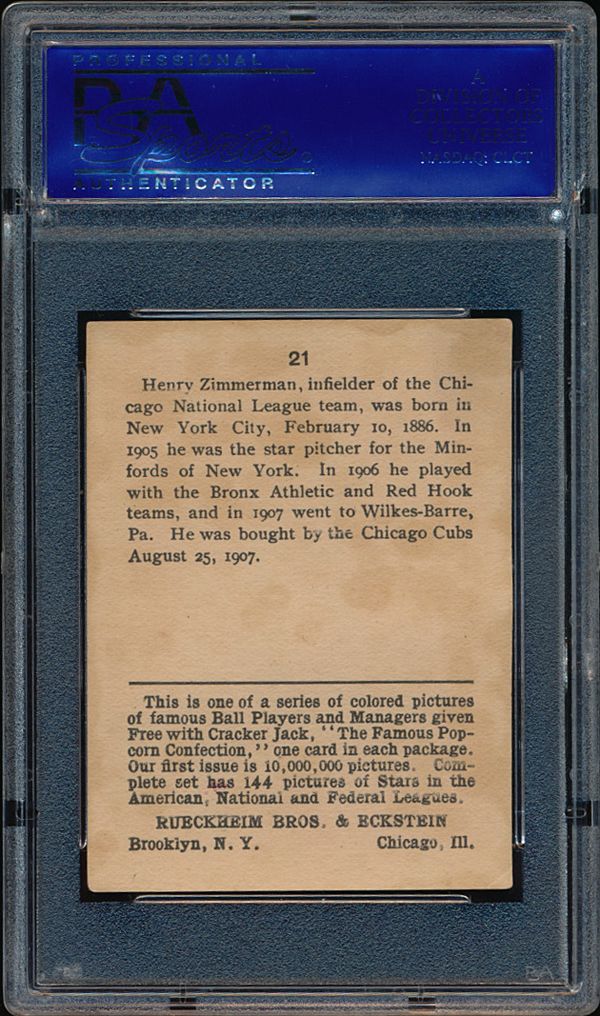 PROFESSIONAL
PSA
Sports
AUTHENTICATOR
A
DIVISION OF
COLLECTORS
UNIVERSE
NASDAQ: CLCT
21
Henry Zimmerman, infielder of the Chi-
cago National League team, was born in
New York City, February 10, 1886. In
1905 he was the star pitcher for the Min-
fords of New York. In 1906 he played
with the Bronx Athletic and Red Hook
teams, and in 1907 went to Wilkes-Barre,
Pa. He was bought by the Chicago Cubs
August 25, 1907.
This is one of a series of colored pictures
of famous Ball Players and Managers given
Free with Cracker Jack, "The Famous Pop-
corn Confection," one card in each package.
Our first issue is 10,000,000 pictures. Com-
plete set has 144 pictures of Stars in the
American, National and Federal Leagues.
RUECKHEIM BROS. & ECKSTEIN
Brooklyn, N. Y. Chicago, Ill.